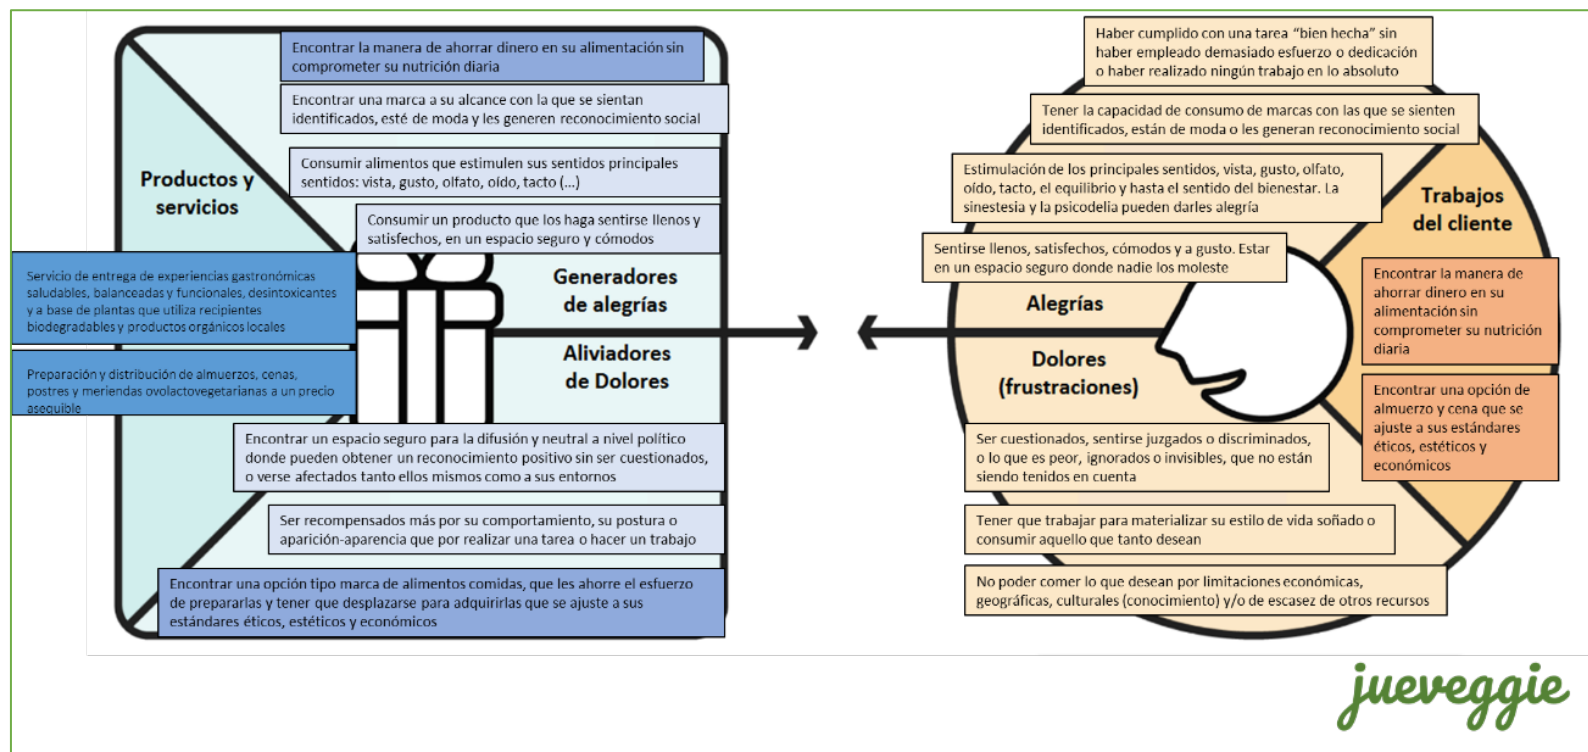 Encontrar la manera de ahorrar dinero en su alimentación sin
comprometer su nutrición diaria
Encontrar una marca a su alcance con la que se sientan
identificados, esté de moda y les generen reconocimiento social
Consumir alimentos que estimulen sus sentidos principales
sentidos: vista, gusto, olfato, oído, tacto (...)
Consumir un producto que los haga sentirse llenos y
satisfechos, en un espacio seguro y cómodos
Productos y
servicios
Servicio de entrega de experiencias gastronómicas
saludables, balanceadas y funcionales, desintoxicantes
y a base de plantas que utiliza recipientes
biodegradables y productos orgánicos locales
Preparación y distribución de almuerzos, cenas,
postres y meriendas ovolactovegetarianas a un precio
asequible
Generadores
de alegrías
Aliviadores
de Dolores
Encontrar un espacio seguro para la difusión y neutral a nivel político
donde pueden obtener un reconocimiento positivo sin ser cuestionados,
o verse afectados tanto ellos mismos como a sus entornos
Ser recompensados más por su comportamiento, su postura o
aparición-aparencia que por realizar una tarea o hacer un trabajo
Encontrar una opción tipo marca de alimentos comidas, que les ahorre el esfuerzo
de prepararlas y tener que desplazarse para adquirirlas que se ajuste a sus
estándares éticos, estéticos y económicos
Haber cumplido con una tarea “bien hecha” sin
haber empleado demasiado esfuerzo o dedicación
o haber realizado ningún trabajo en lo absoluto
Tener la capacidad de consumo de marcas con las que se sienten
identificados, están de moda o les generan reconocimiento social
Estimulación de los principales sentidos, vista, gusto, olfato,
oído, tacto, el equilibrio y hasta el sentido del bienestar. La
sinestesia y la psicodelia pueden darles alegría
Sentirse llenos, satisfechos, cómodos y a gusto. Estar
en un espacio seguro donde nadie los moleste
Alegrías
Dolores
(frustraciones)
Trabajos
del cliente
Encontrar la manera de
ahorrar dinero en su
alimentación sin
comprometer su nutrición
diaria
Encontrar una opción de
almuerzo y cena que se
ajuste a sus estándares
éticos, estéticos y
económicos
Ser cuestionados, sentirse juzgados o discriminados,
o lo que es peor, ignorados o invisibles, que no están
siendo tenidos en cuenta
Tener que trabajar para materializar su estilo de vida soñado o
consumir aquello que tanto desean
No poder comer lo que desean por limitaciones económicas,
geográficas, culturales (conocimiento) y/o de escasez de otros recursos
jueveggie